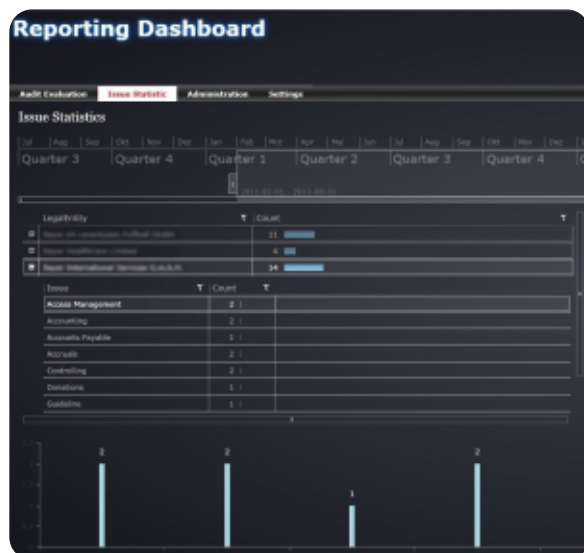 Reporting Dashboard
Audit Evaluation Issue Statistic Administration Settings
Issue Statistics
Jul Aug Sep Okt Nov Dez Jan Feb Mrz Apr Mai Jun Jul Aug Sep Okt Nov Dez
Quarter 3 Quarter 4 Quarter 1 Quarter 2 Quarter 3 Quarter 4
LegalEntity Count
11
4
Bayer International Services G.m.b.H. 14
Issue Count
Access Management 2
Accounting 2
Accounts Payable 1
Accruals 2
Controlling 2
Donations 1
Guideline 1
2 2 1 2